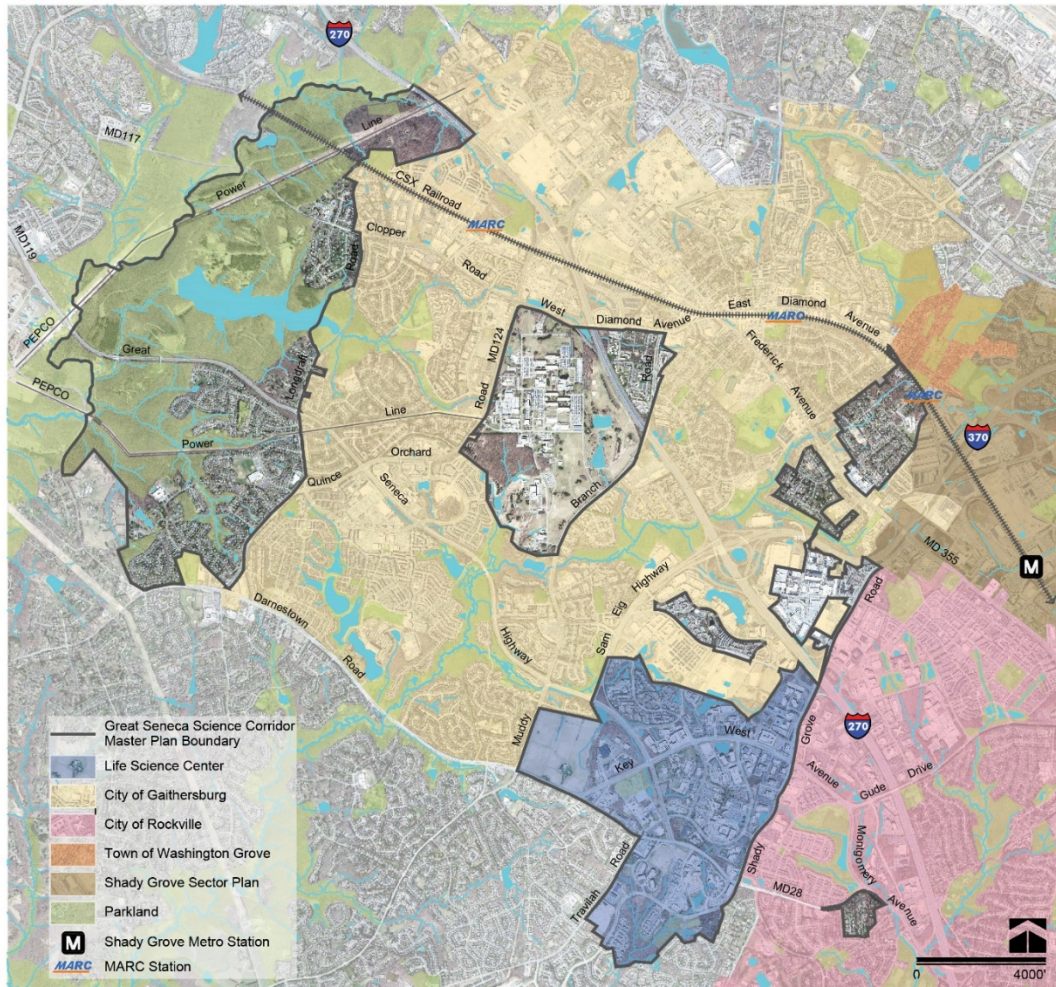 270
MD117
Line
Power
CSX Railroad
MARC
Clopper
Road
Road
West
Diamond
Avenue
East
Diamond
Avenue
MARC
MD119
MD124
Road
Road
Frederick
Avenue
MARC
370
PEPCO
Great
Longdraft
PEPCO
Line
Power
Orchard
Quince
Seneca
Branch
MD 355
M
Highway
Eig
Sam
Road
Darnestown
Road
Highway
Muddy
West
Key
Grove
270
Avenue
Gude
Drive
Montgomery
Avenue
Shady
MD28
Road
Travilah
Great Seneca Science Corridor
Master Plan Boundary
Life Science Center
City of Gaithersburg
City of Rockville
Town of Washington Grove
Shady Grove Sector Plan
Parkland
M Shady Grove Metro Station
MARC MARC Station
0 4000'